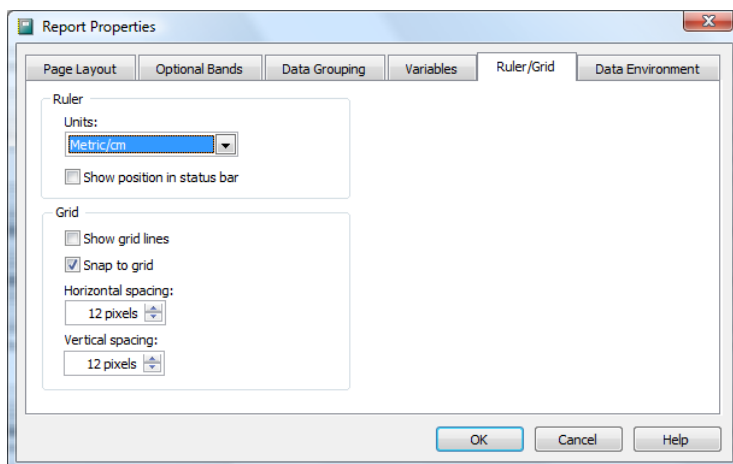 Report Properties
Page Layout Optional Bands Data Grouping Variables Ruler/Grid Data Environment
Ruler
Units:
Metric/cm
Show position in status bar
Grid
Show grid lines
Snap to grid
Horizontal spacing:
12 pixels
Vertical spacing:
12 pixels
OK Cancel Help